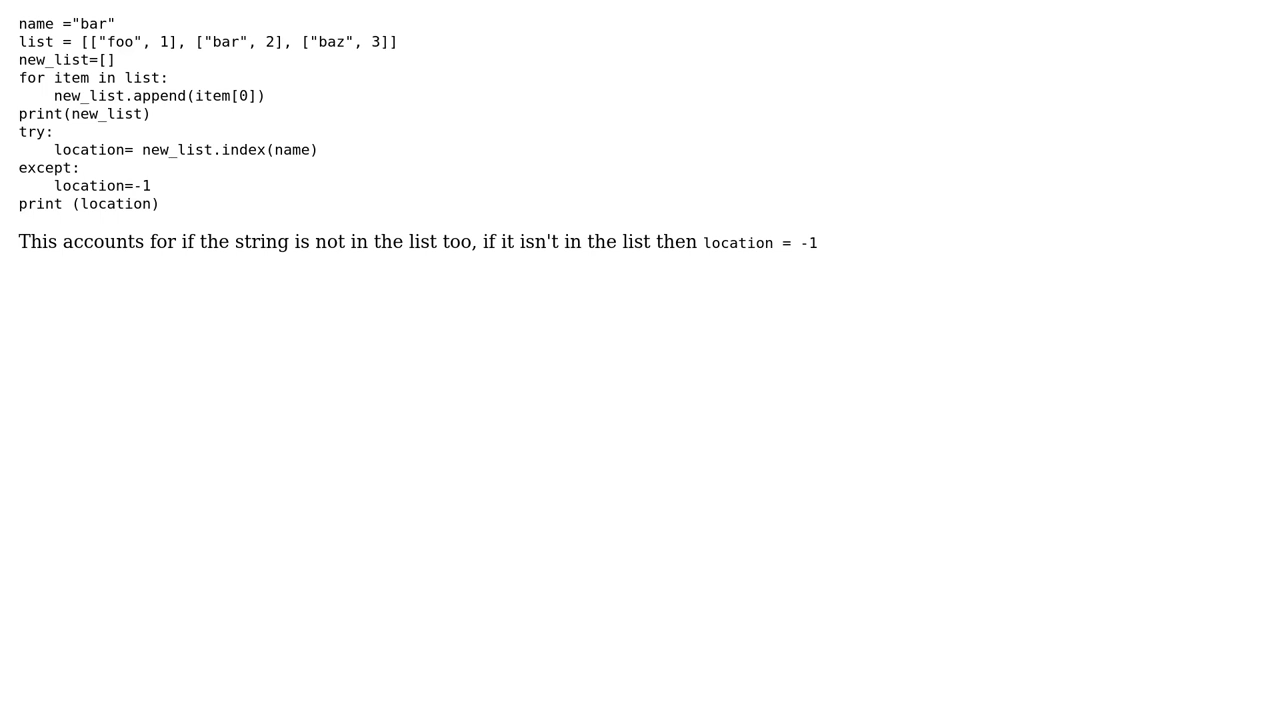 name ="bar"
list = [["foo", 1], ["bar", 2], ["baz", 3]]
new_list=[]
for item in list:
    new_list.append(item[0])
print(new_list)
try:
    location= new_list.index(name)
except:
    location=-1
print (location)
This accounts for if the string is not in the list too, if it isn't in the list then location = -1